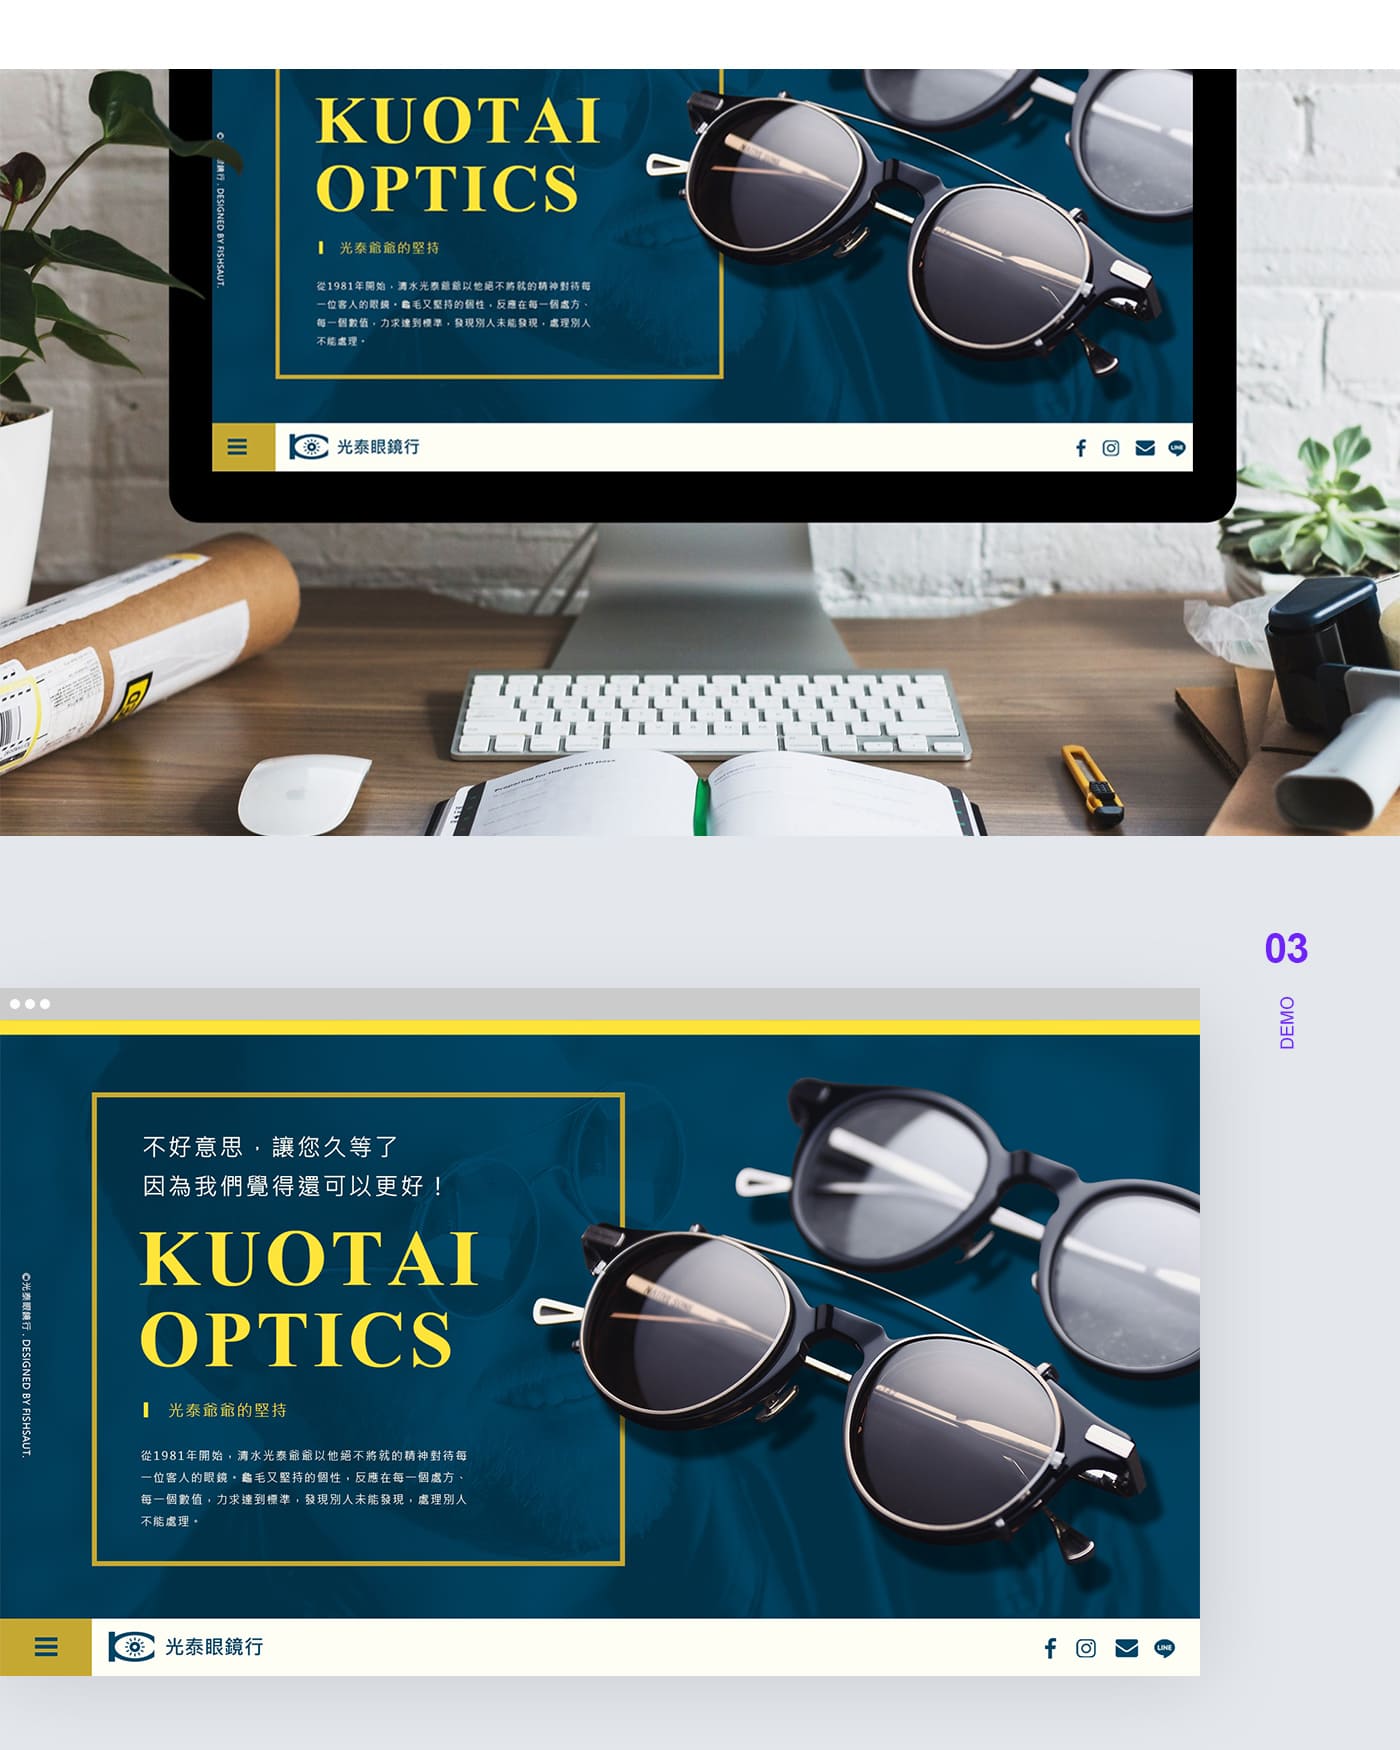 KUOTAI
OPTICS
光泰爺爺的堅持
從1981年開始，清水光泰爺爺以他絕不將就的精神對待每
一位客人的眼鏡。龜毛又堅持的個性，反應在每一個處方、
每一個數值，力求達到標準，發現別人未能發現，處理別人
不能處理。
鏡行 . DESIGNED BY FISHSAUT.
光泰眼鏡行
LINE
Preparing for the Next 10 Days
03
DEMO
不好意思，讓您久等了
因為我們覺得還可以更好！
KUOTAI
OPTICS
光泰爺爺的堅持
從1981年開始，清水光泰爺爺以他絕不將就的精神對待每
一位客人的眼鏡。龜毛又堅持的個性，反應在每一個處方、
每一個數值，力求達到標準，發現別人未能發現，處理別人
不能處理。
©光泰眼鏡行 . DESIGNED BY FISHSAUT.
NATIVE SONS
光泰眼鏡行
LINE